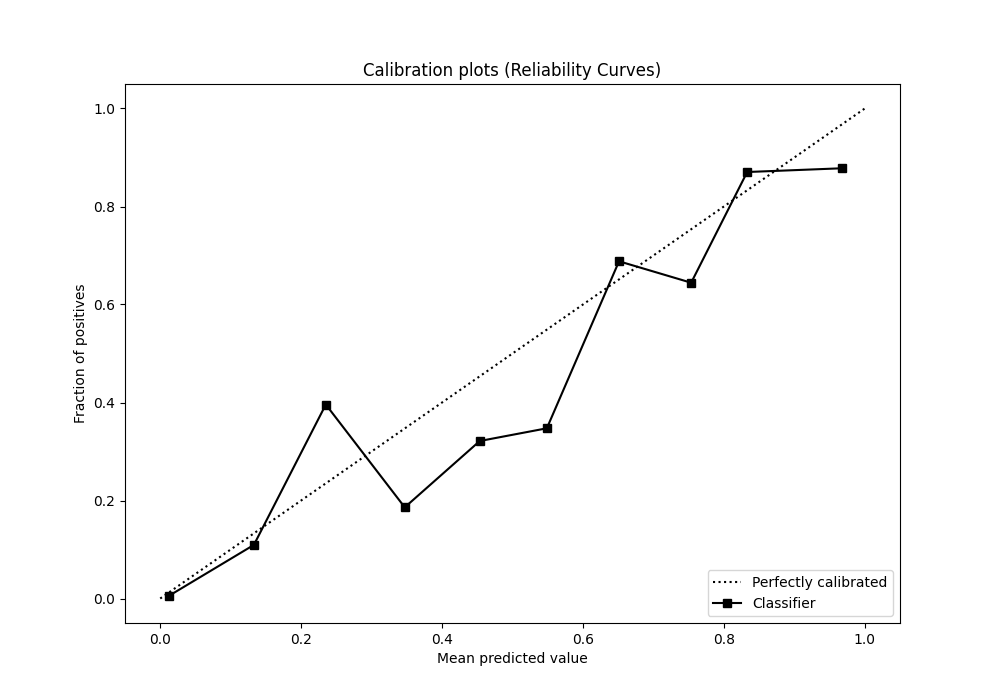 Calibration plots (Reliability Curves)
1.0
0.8
0.6
0.4
0.2
0.0
Fraction of positives
Perfectly calibrated
Classifier
0.0 0.2 0.4 0.6 0.8 1.0
Mean predicted value